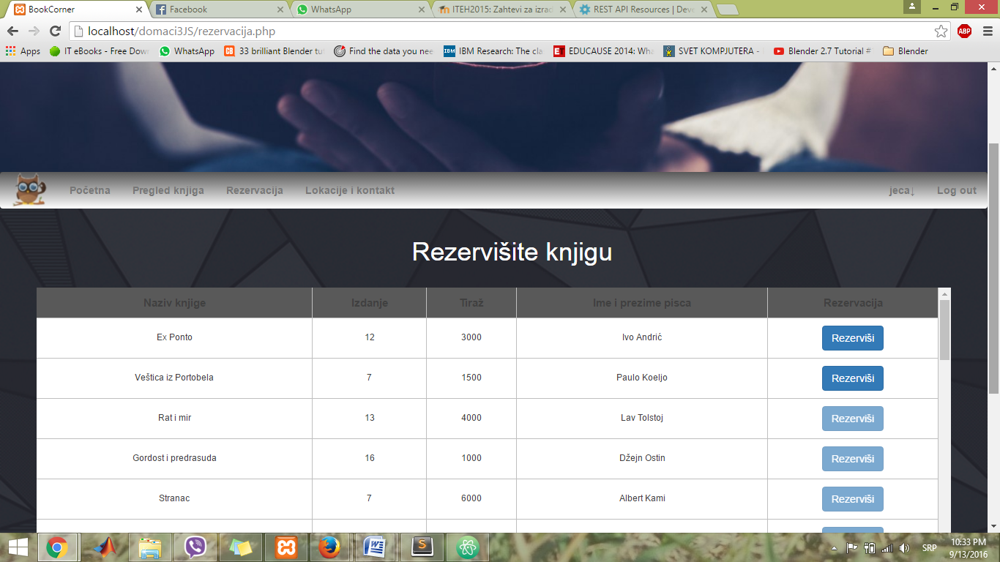 BookCorner
Facebook
WhatsApp
ITEH2015: Zahtevi za izrad
REST API Resources | Deve
localhost/domaci3JS/rezervacija.php
ABP
Apps
IT eBooks - Free Down
WhatsApp
33 brilliant Blender tut
Find the data you nee
IBM
IBM Research: The cla
EDUCAUSE 2014: Wha
SVET KOMPJUTERA -
Blender 2.7 Tutorial #
Blender
Početna
Pregled knjiga
Rezervacija
Lokacije i kontakt
jeca↓
Log out
Rezervišite knjigu
Naziv knjige Izdanje Tiraž Ime i prezime pisca Rezervacija
Ex Ponto 12 3000 Ivo Andrić Rezerviši
Veštica iz Portobela 7 1500 Paulo Koeljo Rezerviši
Rat i mir 13 4000 Lav Tolstoj Rezerviši
Gordost i predrasuda 16 1000 Džejn Ostin Rezerviši
Stranac 7 6000 Albert Kami Rezerviši
SRP
10:33 PM
9/13/2016